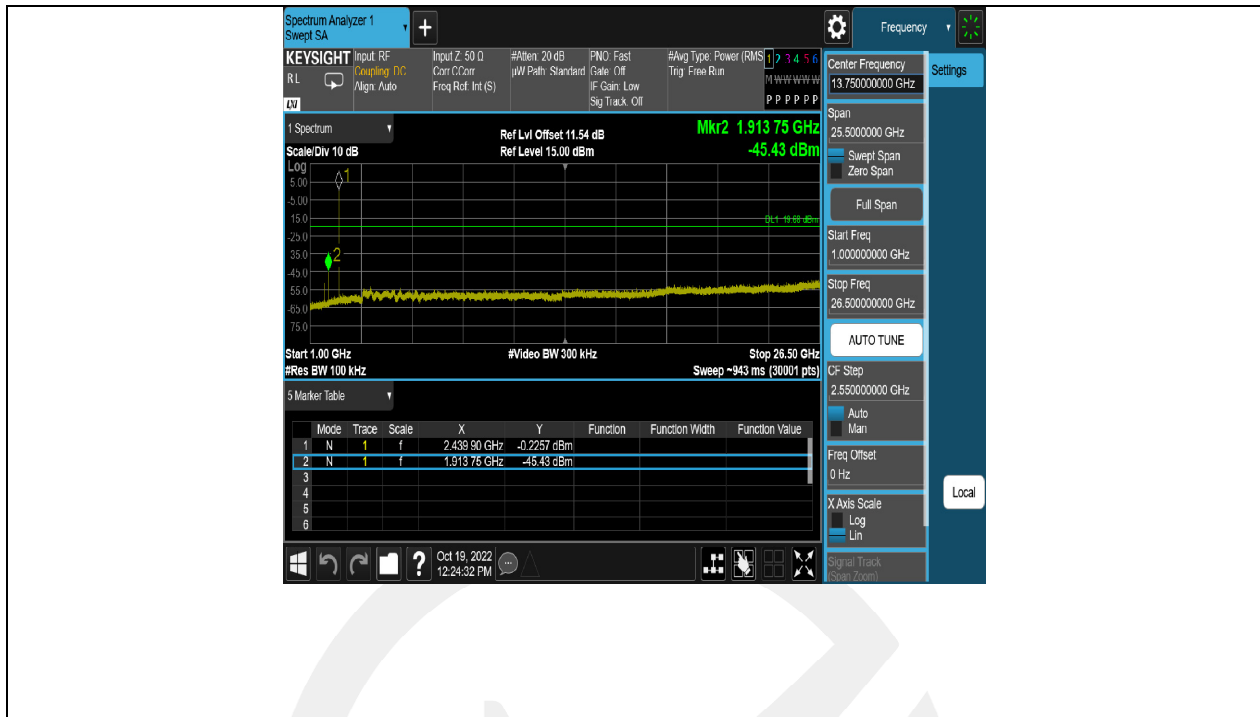 Spectrum Analyzer 1
Swept SA
+
Frequency
KEYSIGHT
RL
LXI
Input: RF
Coupling: DC
Align: Auto
Input Z: 50 Ω
Corr CCorr
Freq Ref: Int (S)
#Atten: 20 dB
µW Path: Standard
PNO: Fast
Gate: Off
IF Gain: Low
Sig Track: Off
#Avg Type: Power (RMS
Trig: Free Run
1 2 3 4 5 6
M W W W W W
P P P P P P
1 Spectrum
Scale/Div 10 dB
Ref Lvl Offset 11.54 dB
Ref Level 15.00 dBm
Mkr2 1.913 75 GHz
-45.43 dBm
Log
5.00
-5.00
-15.0
-25.0
-35.0
-45.0
-55.0
-65.0
-75.0
1
2
DL1 -19.68 dBm
Start 1.00 GHz
#Video BW 300 kHz
Stop 26.50 GHz
#Res BW 100 kHz
Sweep ~943 ms (30001 pts)
5 Marker Table
Mode Trace Scale X Y Function Function Width Function Value
1 N 1 f 2.439 90 GHz -0.2257 dBm
2 N 1 f 1.913 75 GHz -45.43 dBm
3
4
5
6
?
Oct 19, 2022
12:24:32 PM
Center Frequency
13.750000000 GHz
Settings
Span
25.5000000 GHz
Swept Span
Zero Span
Full Span
Start Freq
1.000000000 GHz
Stop Freq
26.500000000 GHz
AUTO TUNE
CF Step
2.550000000 GHz
Auto
Man
Freq Offset
0 Hz
Local
X Axis Scale
Log
Lin
Signal Track
(Span Zoom)